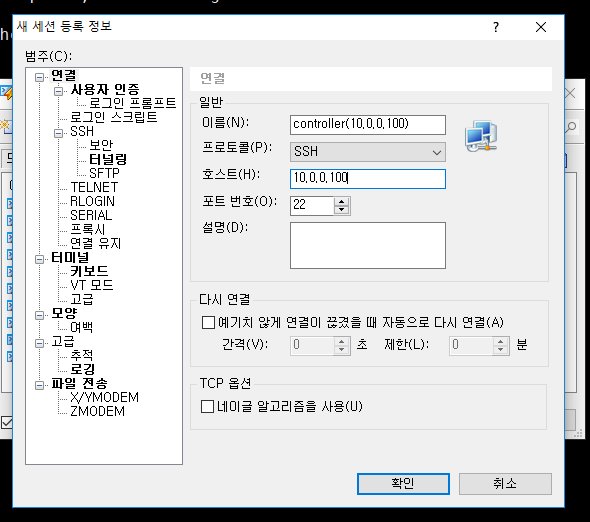 새 세션 등록 정보
범주(C):
연결
사용자 인증
로그인 프롬프트
로그인 스크립트
SSH
보안
터널링
SFTP
TELNET
RLOGIN
SERIAL
프록시
연결 유지
터미널
키보드
VT 모드
고급
모양
여백
고급
추적
로깅
파일 전송
X/YMODEM
ZMODEM
연결
일반
이름(N): controller(10,0,0,100)
프로토콜(P): SSH
호스트(H): 10,0,0,100
포트 번호(O): 22
설명(D):
다시 연결
예기치 않게 연결이 끊겼을 때 자동으로 다시 연결(A)
간격(V): 0 초 제한(L): 0 분
TCP 옵션
네이글 알고리즘을 사용(U)
확인 취소